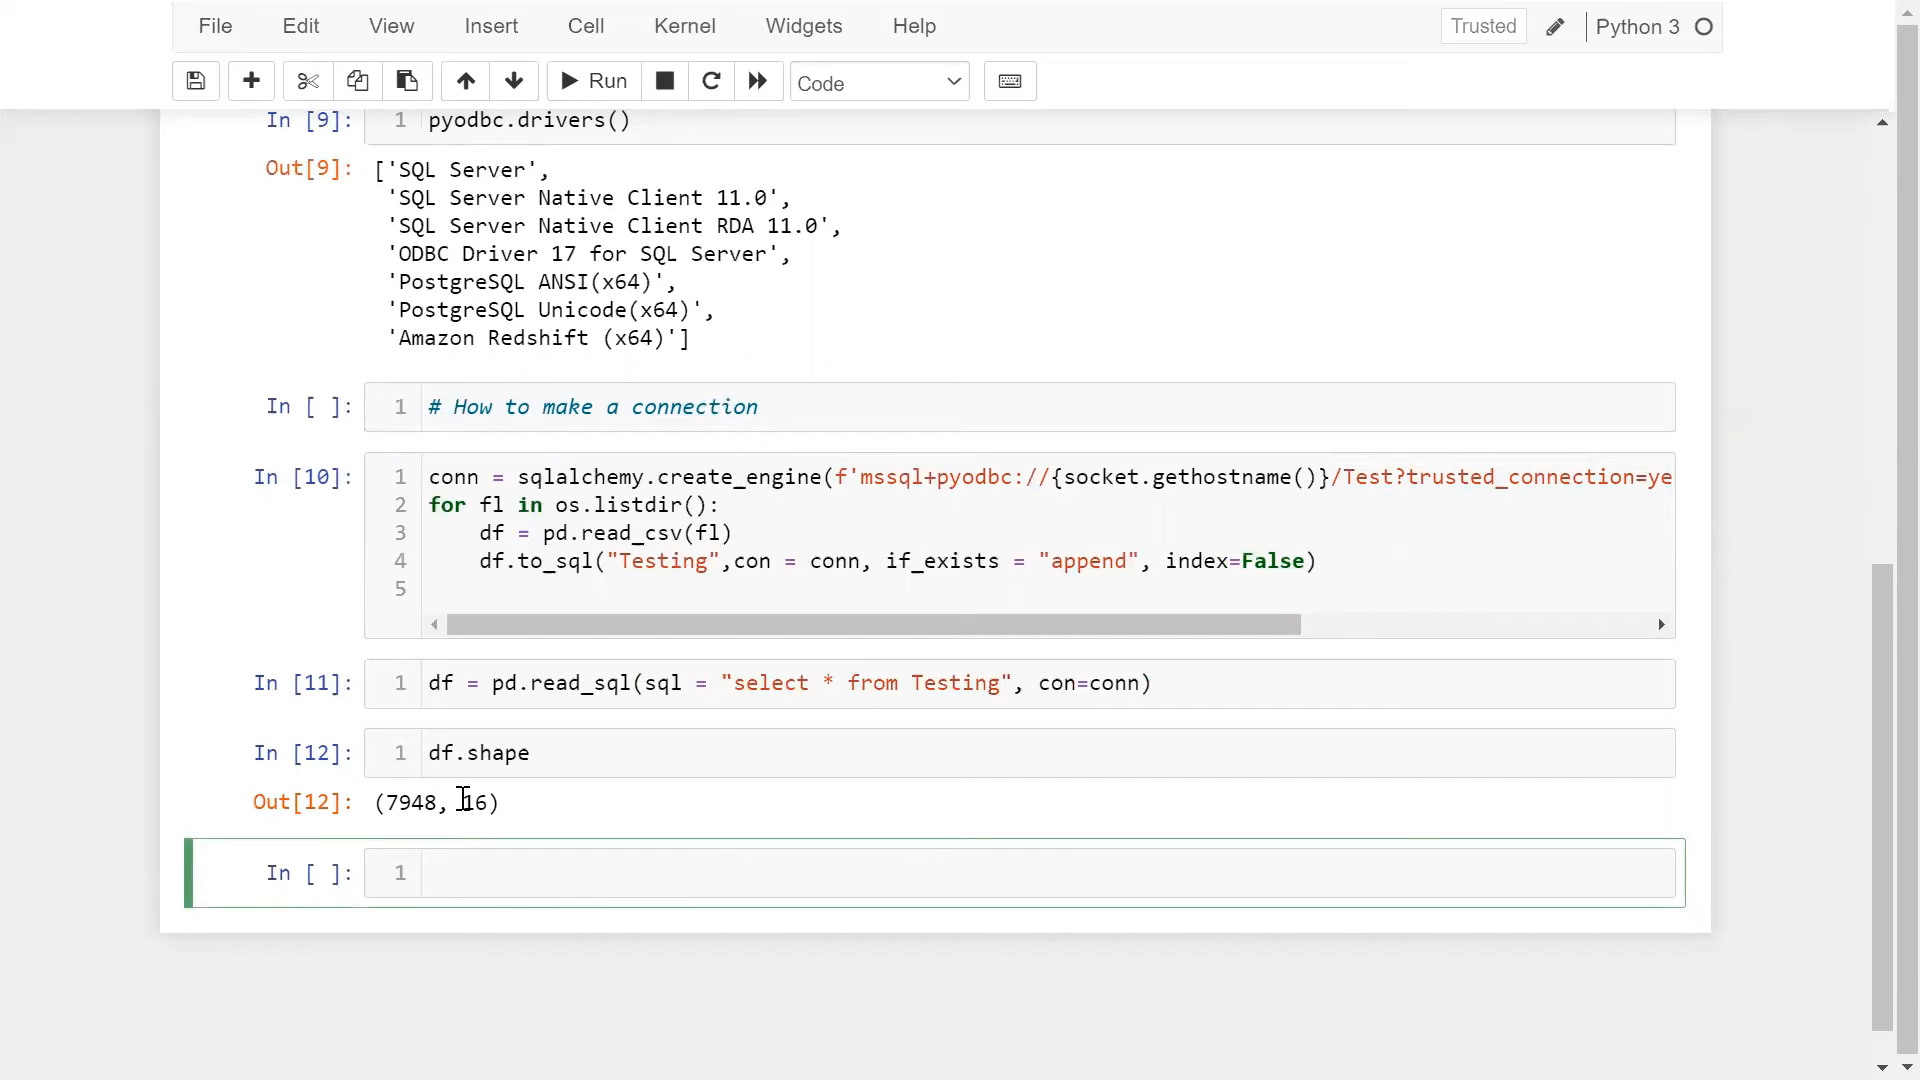 File Edit View Insert Cell Kernel Widgets Help Trusted Python 3
Run Code
In [9]: 1 pyodbc.drivers()
Out[9]: ['SQL Server',
'SQL Server Native Client 11.0',
'SQL Server Native Client RDA 11.0',
'ODBC Driver 17 for SQL Server',
'PostgreSQL ANSI(x64)',
'PostgreSQL Unicode(x64)',
'Amazon Redshift (x64)']
In [ ]: 1 # How to make a connection
In [10]: 1 conn = sqlalchemy.create_engine(f'mssql+pyodbc://{socket.gethostname()}/Test?trusted_connection=ye
2 for fl in os.listdir():
3 df = pd.read_csv(fl)
4 df.to_sql("Testing",con = conn, if_exists = "append", index=False)
5
In [11]: 1 df = pd.read_sql(sql = "select * from Testing", con=conn)
In [12]: 1 df.shape
Out[12]: (7948, 16)
In [ ]: 1